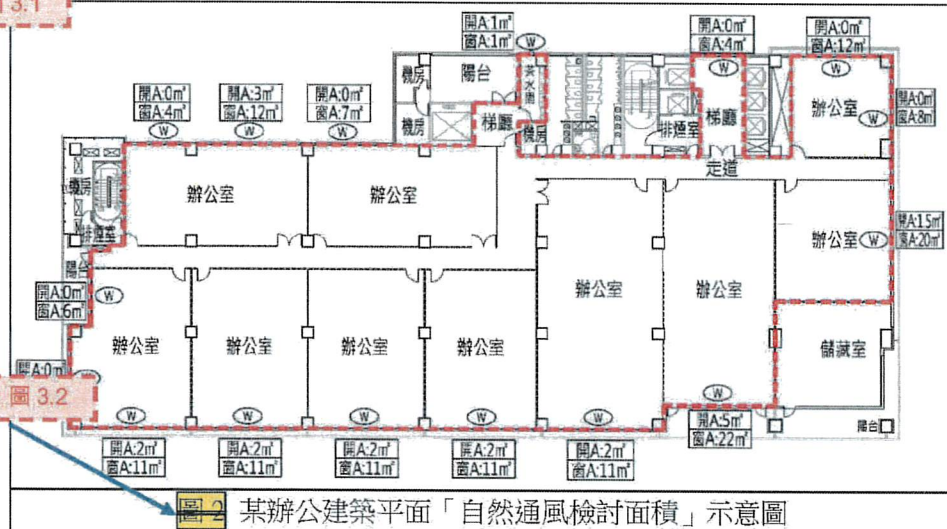 圖 3.1
開A:1㎡
窗A:1㎡
開A:0㎡
窗A:4㎡
開A:0㎡
窗A:12㎡
開A:0㎡
窗A:4㎡
開A:3㎡
窗A:12㎡
開A:0㎡
窗A:7㎡
W
W
W
W
W
W
機房
陽台
茶水間
機房
梯廳
機房
排煙室
梯廳
辦公室
W
開A:0㎡
窗A:8㎡
走道
辦公室
辦公室
機房
排煙室
陽台
開A:0㎡
窗A:6㎡
W
辦公室
W
開A:15㎡
窗A:20㎡
辦公室
辦公室
辦公室
辦公室
辦公室
辦公室
儲藏室
開A:0㎡
圖 3.2
W
W
W
W
W
W
陽台
開A:2㎡
窗A:11㎡
開A:2㎡
窗A:11㎡
開A:2㎡
窗A:11㎡
開A:2㎡
窗A:11㎡
開A:2㎡
窗A:11㎡
開A:5㎡
窗A:22㎡
圖 2 某辦公建築平面「自然通風檢討面積」示意圖